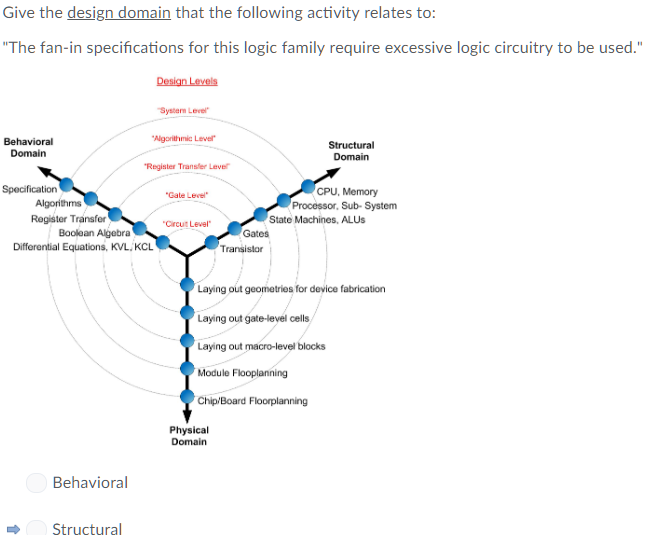 Give the design domain that the following activity relates to:
"The fan-in specifications for this logic family require excessive logic circuitry to be used."
Design Levels
"System Level"
"Algorithmic Level"
"Register Transfer Level"
"Gate Level"
"Circuit Level"
Behavioral
Domain
Specification
Algorithms
Register Transfer
Boolean Algebra
Differential Equations, KVL, KCL
Structural
Domain
CPU, Memory
Processor, Sub- System
State Machines, ALUs
Gates
Transistor
Laying out geometries for device fabrication
Laying out gate-level cells
Laying out macro-level blocks
Module Flooplanning
Chip/Board Floorplanning
Physical
Domain
Behavioral
Structural